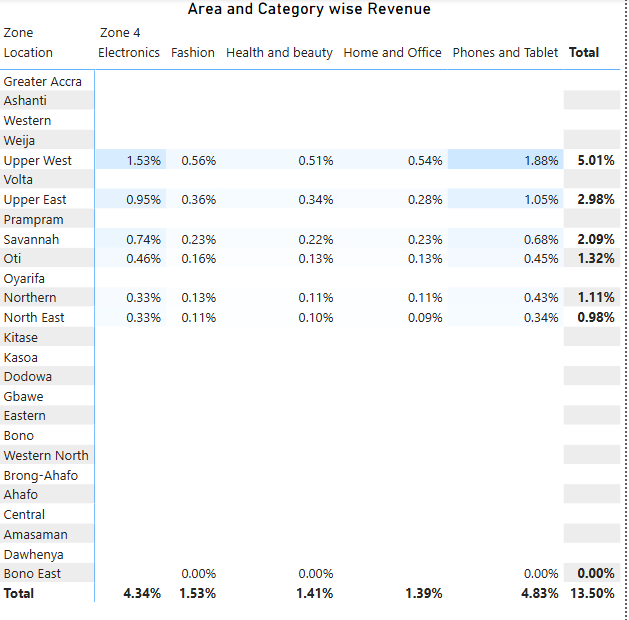 Area and Category wise Revenue
Zone Zone 4
Location Electronics Fashion Health and beauty Home and Office Phones and Tablet Total
Greater Accra
Ashanti
Western
Weija
Upper West 1.53% 0.56% 0.51% 0.54% 1.88% 5.01%
Volta
Upper East 0.95% 0.36% 0.34% 0.28% 1.05% 2.98%
Prampram
Savannah 0.74% 0.23% 0.22% 0.23% 0.68% 2.09%
Oti 0.46% 0.16% 0.13% 0.13% 0.45% 1.32%
Oyarifa
Northern 0.33% 0.13% 0.11% 0.11% 0.43% 1.11%
North East 0.33% 0.11% 0.10% 0.09% 0.34% 0.98%
Kitase
Kasoa
Dodowa
Gbawe
Eastern
Bono
Western North
Brong-Ahafo
Ahafo
Central
Amasaman
Dawhenya
Bono East 0.00% 0.00% 0.00% 0.00%
Total 4.34% 1.53% 1.41% 1.39% 4.83% 13.50%